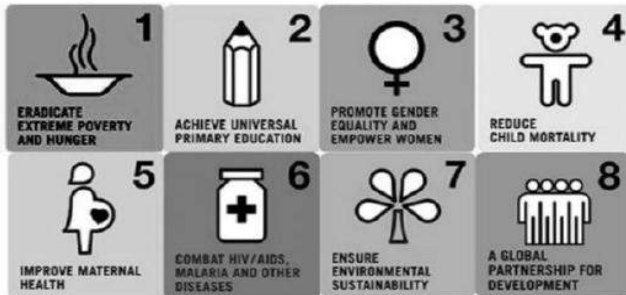 1
ERADICATE
EXTREME POVERTY
AND HUNGER
2
ACHIEVE UNIVERSAL
PRIMARY EDUCATION
3
PROMOTE GENDER
EQUALITY AND
EMPOWER WOMEN
4
REDUCE
CHILD MORTALITY
5
IMPROVE MATERNAL
HEALTH
6
COMBAT HIV/AIDS,
MALARIA AND OTHER
DISEASES
7
ENSURE
ENVIRONMENTAL
SUSTAINABILITY
8
A GLOBAL
PARTNERSHIP FOR
DEVELOPMENT